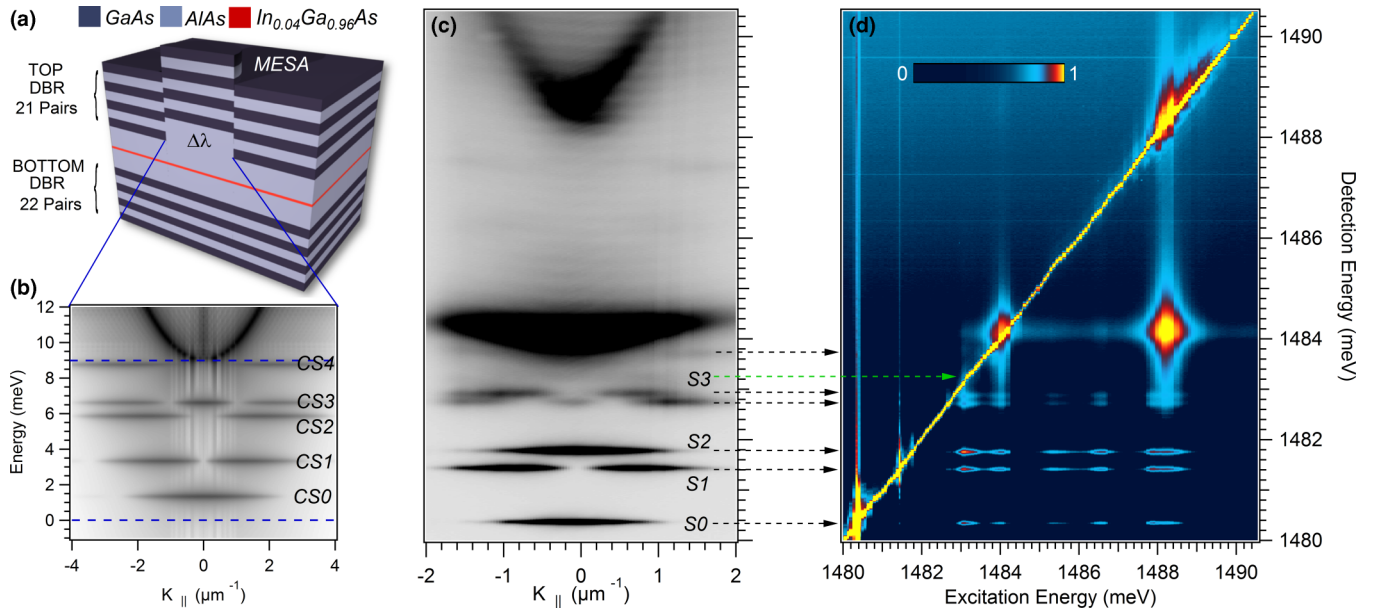 (a)
GaAs AlAs In0.04Ga0.96As
MESA
TOP
DBR
21 Pairs
Δλ
BOTTOM
DBR
22 Pairs
(b)
12
10
8
6
4
2
0
Energy (meV)
CS4
CS3
CS2
CS1
CS0
-4 -2 0 2 4
K || (µm -1)
(c)
S3
S2
S1
S0
-2 -1 0 1 2
K || (µm -1)
(d)
0 1
1490
1488
1486
1484
1482
1480
Detection Energy (meV)
1480 1482 1484 1486 1488 1490
Excitation Energy (meV)